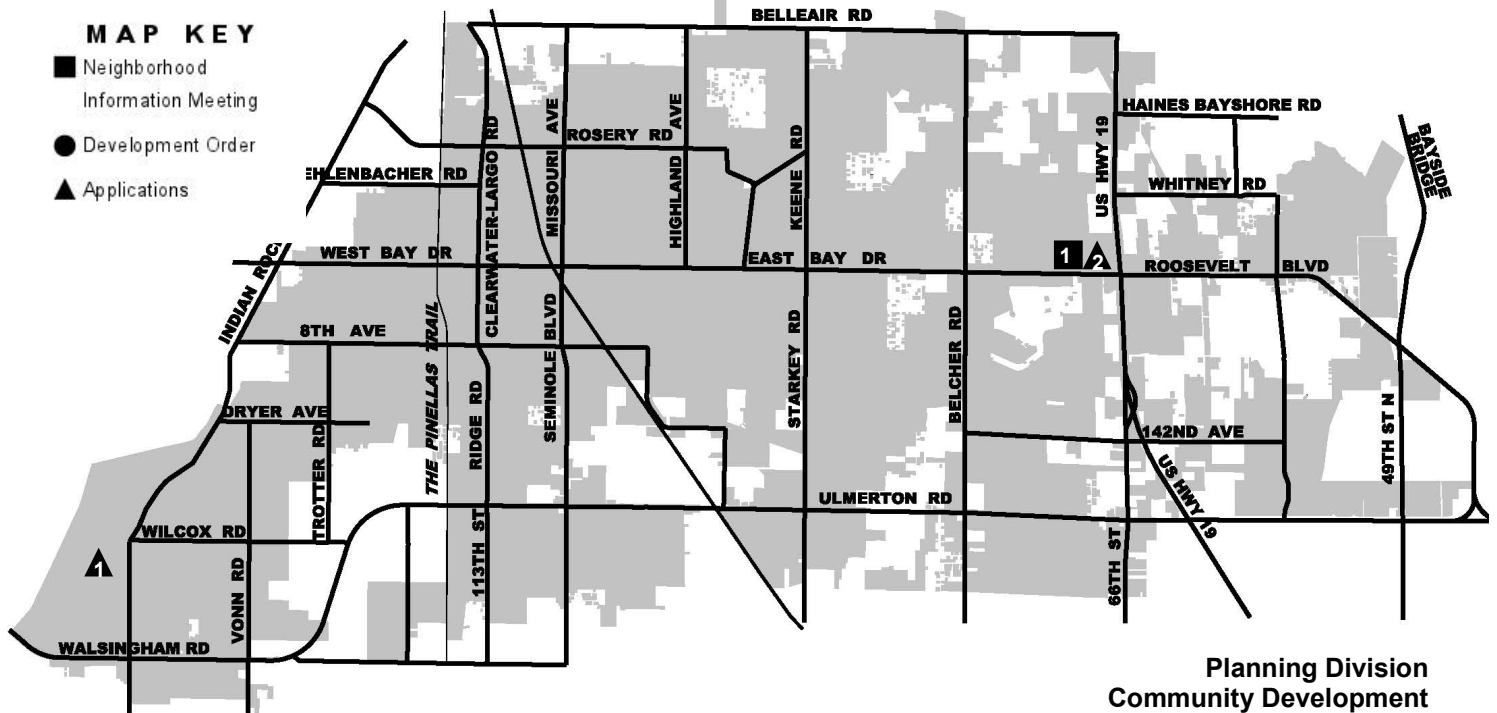 MAP KEY
Neighborhood
Information Meeting
Development Order
Applications
BELLEAIR RD
HAINES BAYSHORE RD
ROSERY RD
EHLENBACHER RD
CLEARWATER-LARGO RD
MISSOURI AVE
HIGHLAND AVE
KEENE RD
US HWY 19
WHITNEY RD
BAYSIDE
BRIDGE
WEST BAY DR
EAST BAY DR
1
2
ROOSEVELT BLVD
INDIAN ROC
8TH AVE
THE PINELLAS TRAIL
SEMINOLE BLVD
STARKEY RD
BELCHER RD
DRYER AVE
TROTTER RD
RIDGE RD
142ND AVE
49TH ST N
US HWY 19
ULMERTON RD
WILCOX RD
1
VONN RD
113TH ST
66TH ST
WALSINGHAM RD
Planning Division
Community Development